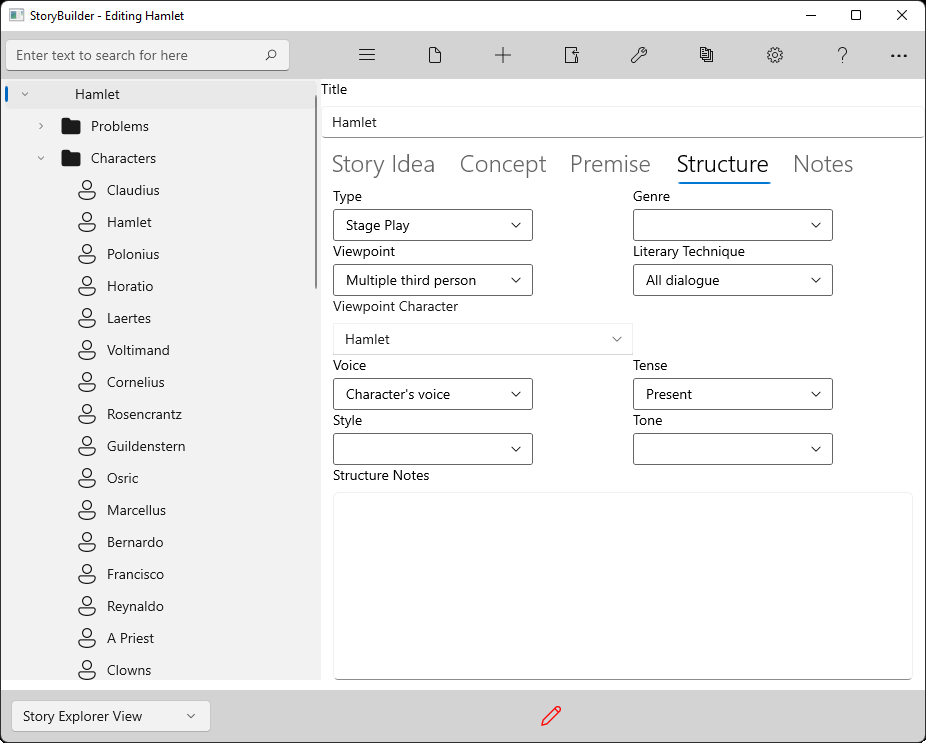 StoryBuilder - Editing Hamlet
Enter text to search for here
Hamlet
Problems
Characters
Claudius
Hamlet
Polonius
Horatio
Laertes
Voltimand
Cornelius
Rosencrantz
Guildenstern
Osric
Marcellus
Bernardo
Francisco
Reynaldo
A Priest
Clowns
Title
Hamlet
Story Idea Concept Premise Structure Notes
Type Genre
Stage Play
Viewpoint Literary Technique
Multiple third person All dialogue
Viewpoint Character
Hamlet
Voice Tense
Character's voice Present
Style Tone
Structure Notes
Story Explorer View